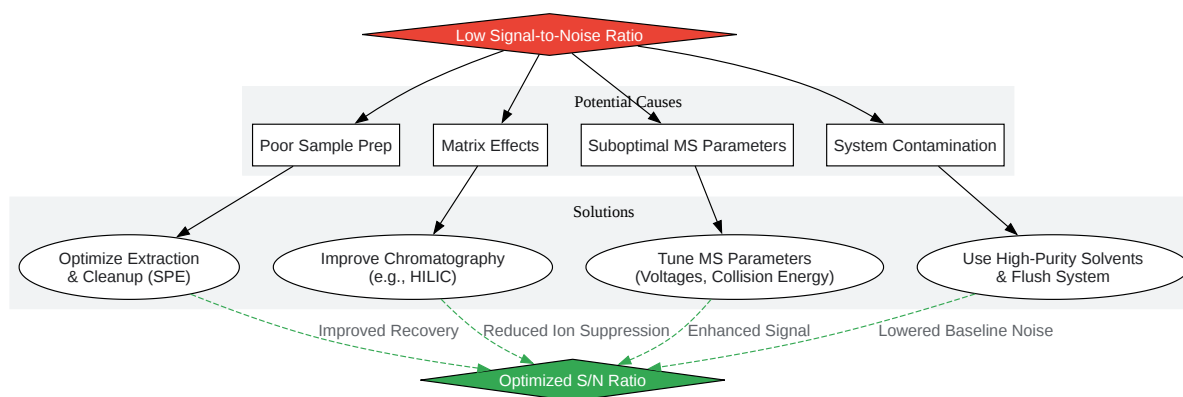 Low Signal-to-Noise Ratio
Potential Causes
Poor Sample Prep
Matrix Effects
Suboptimal MS Parameters
System Contamination
Solutions
Optimize Extraction
& Cleanup (SPE)
Improve Chromatography
(e.g., HILIC)
Tune MS Parameters
(Voltages, Collision Energy)
Use High-Purity Solvents
& Flush System
Improved Recovery
Reduced Ion Suppression
Enhanced Signal
Lowered Baseline Noise
Optimized S/N Ratio